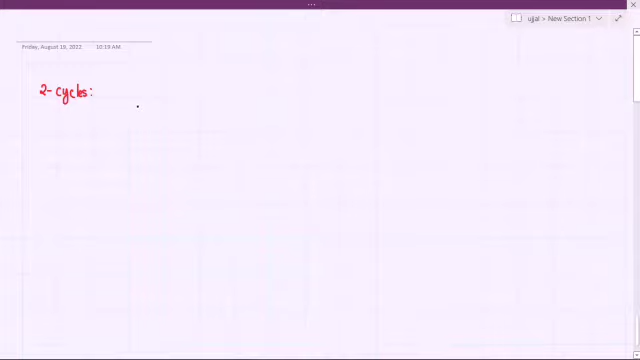 ujjal > New Section 1
Friday, August 19, 2022 10:19 AM
2- cycles: